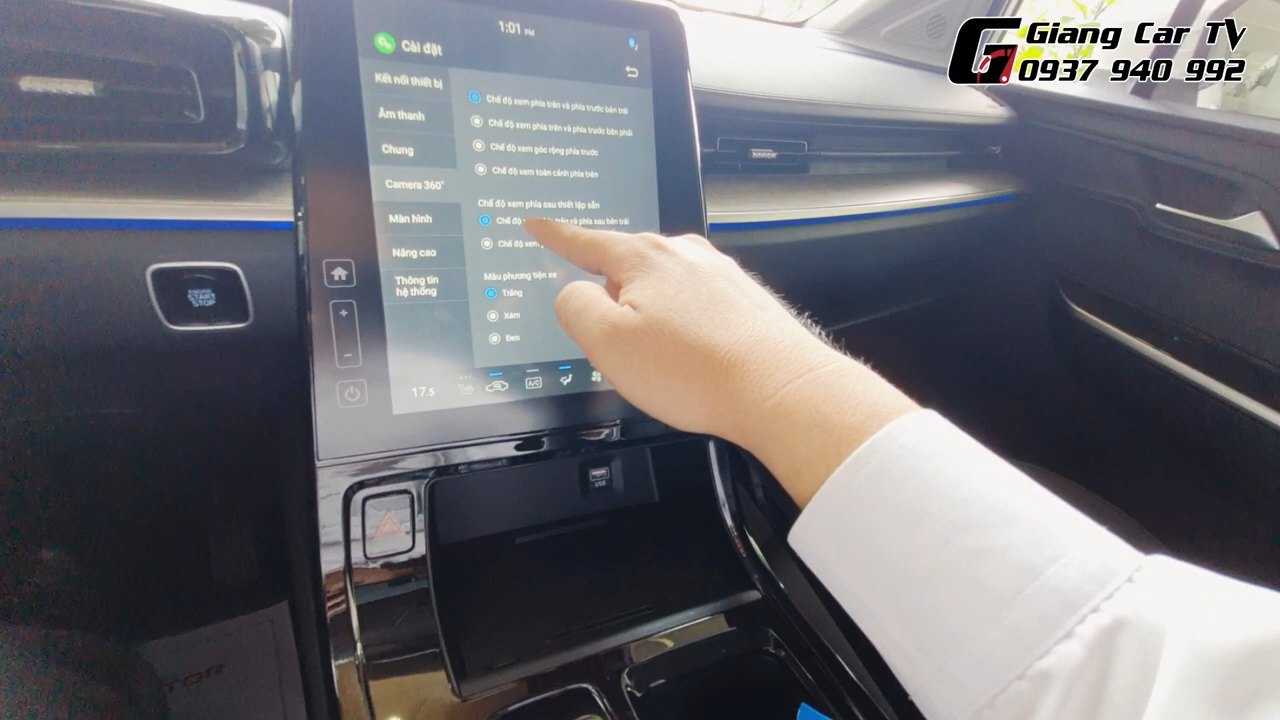 Giang Car Tv
0937 940 992
1:01 PM
Cài đặt
Kết nối thiết bị
Âm thanh
Chung
Camera 360°
Màn hình
Nâng cao
Thông tin
hệ thống
Chế độ xem phía trên và phía trước bên trái
Chế độ xem phía trên và phía trước bên phải
Chế độ xem góc rộng phía trước
Chế độ xem toàn cảnh phía trên
Chế độ xem phía sau thiết lập sẵn
Chế độ trên và phía sau bên trái
Chế độ xem
Màu phương tiện xe
Trắng
Xám
Đen
17.5
A/C
ENGINE
START
STOP
USB